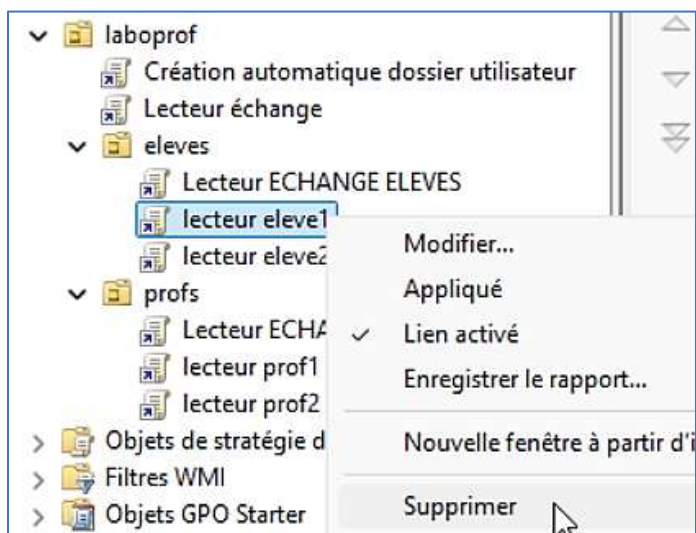 laboprof
Création automatique dossier utilisateur
Lecteur échange
eleves
Lecteur ECHANGE ELEVES
lecteur eleve1
lecteur eleve2
Modifier...
Appliqué
profs
Lecteur ECHA
Lien activé
lecteur prof1
Enregistrer le rapport...
lecteur prof2
Objets de stratégie d
Nouvelle fenêtre à partir d'i
Filtres WMI
Supprimer
Objets GPO Starter